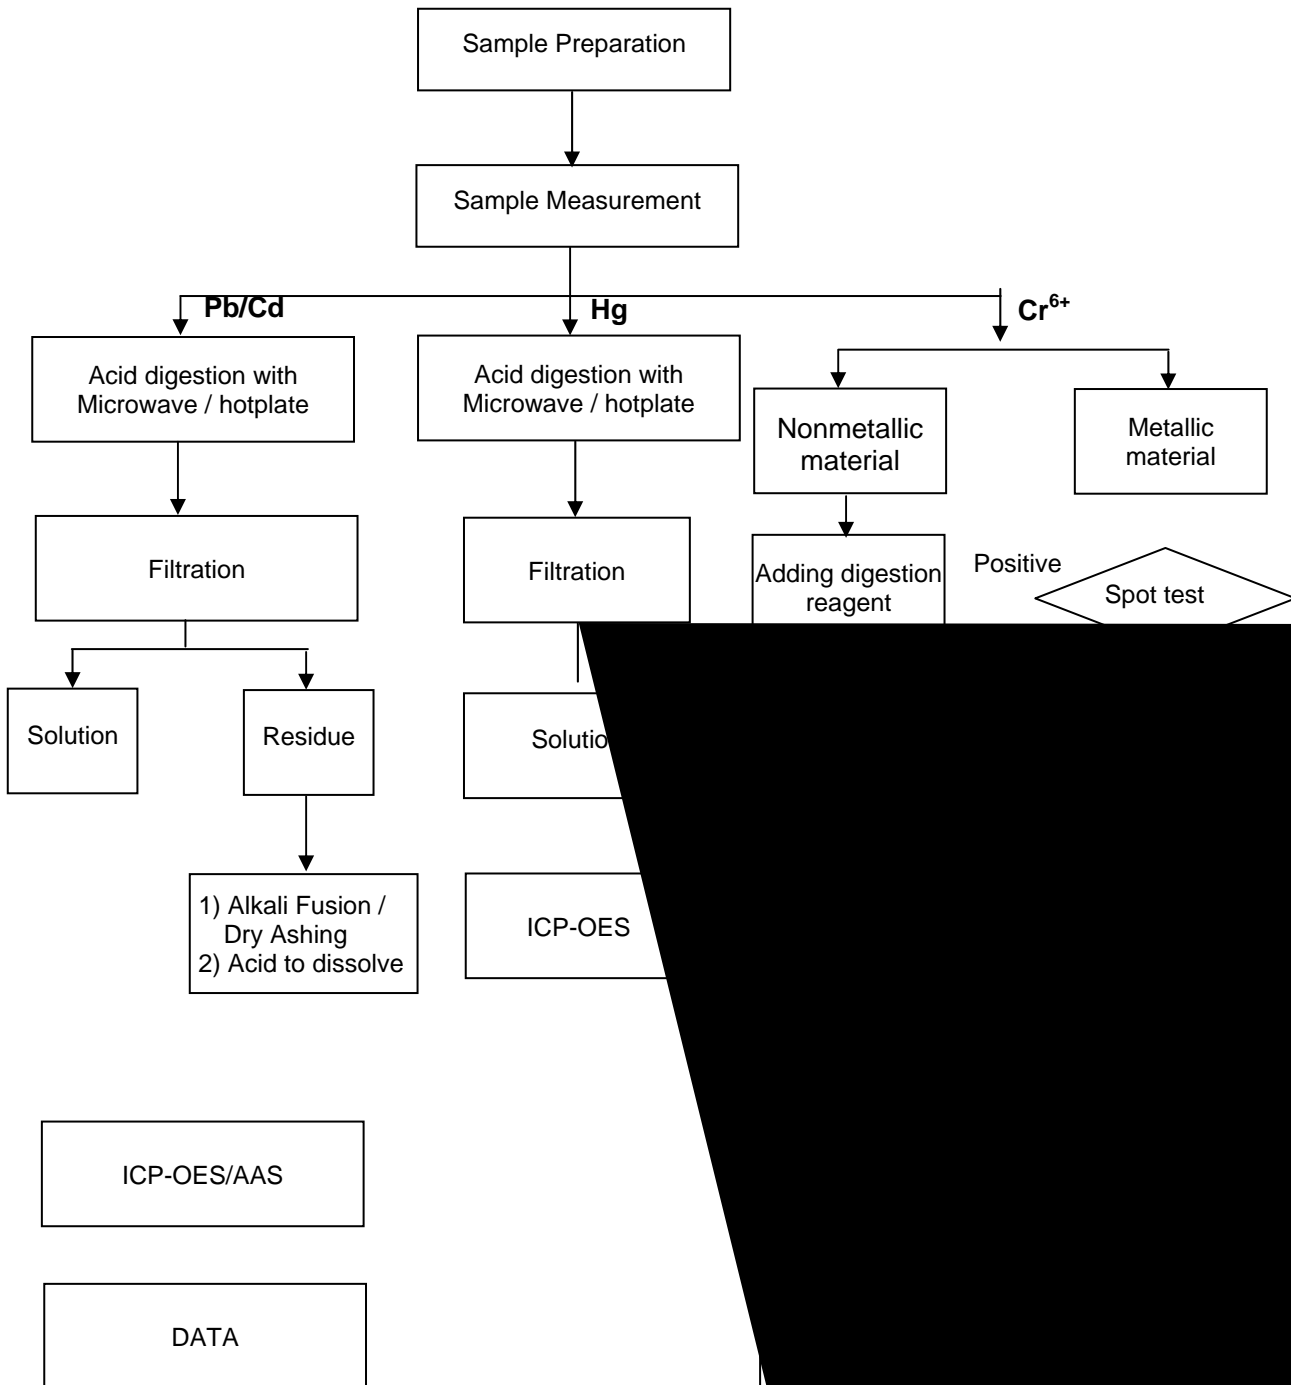 Sample Preparation
Sample Measurement
Pb/Cd
Hg
Cr6+
Acid digestion with
Microwave / hotplate
Acid digestion with
Microwave / hotplate
Nonmetallic
material
Metallic
material
Filtration
Filtration
Adding digestion
reagent
Positive
Spot test
Solution
Residue
Solutio
1) Alkali Fusion /
Dry Ashing
2) Acid to dissolve
ICP-OES
ICP-OES/AAS
DATA